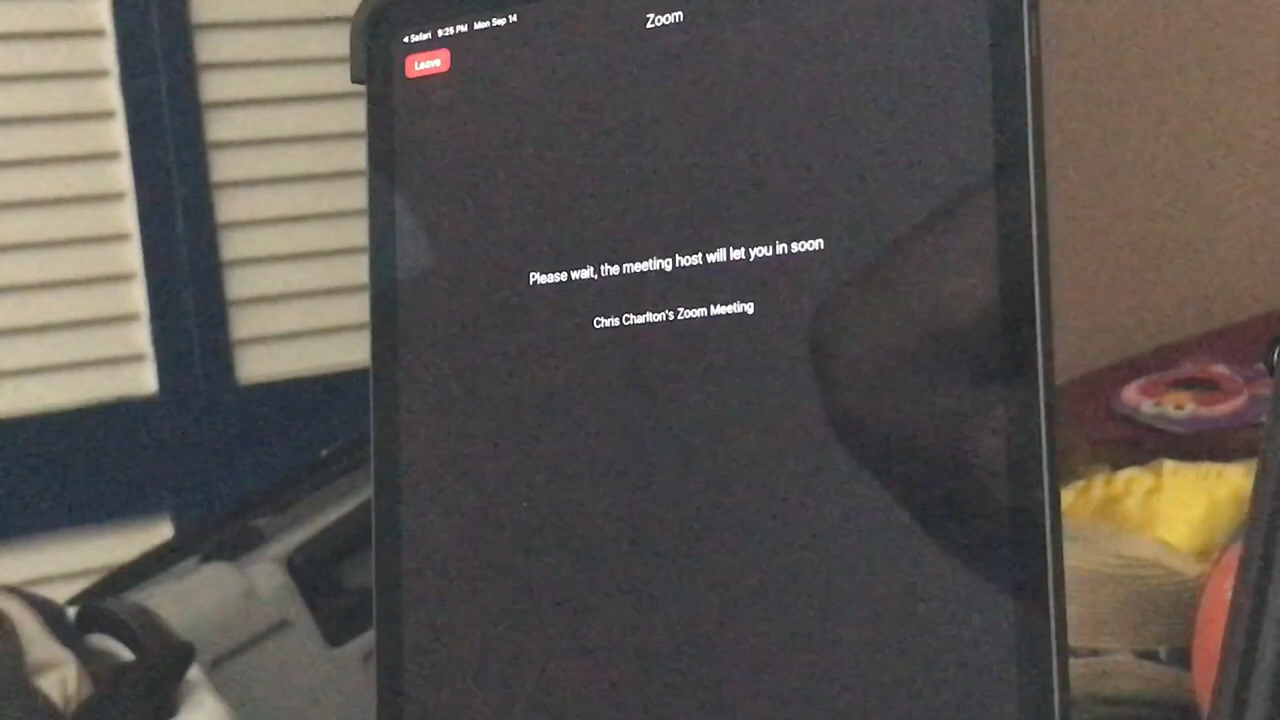 ◀ Safari 9:25 PM Mon Sep 14
Zoom
Leave
Please wait, the meeting host will let you in soon
Chris Charlton's Zoom Meeting